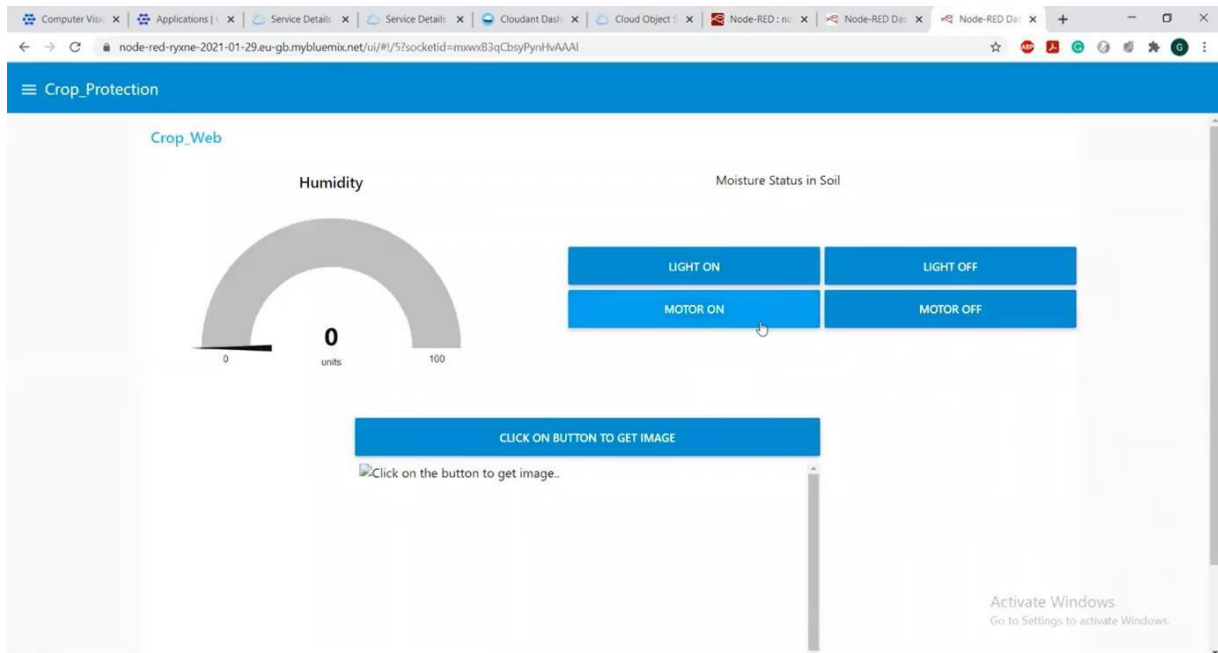 Computer Visic
Applications | C
Service Details
Service Details
Cloudant Dash
Cloud Object S
Node-RED : no
Node-RED Das
Node-RED Das
node-red-ryxne-2021-01-29.eu-gb.mybluemix.net/ui/#!/5?socketid=mxwxB3qCbsyPynHvAAAl
ABP
G
Crop_Protection
Crop_Web
Humidity
Moisture Status in Soil
LIGHT ON
LIGHT OFF
MOTOR ON
MOTOR OFF
0
units
0
100
CLICK ON BUTTON TO GET IMAGE
Click on the button to get image..
Activate Windows
Go to Settings to activate Windows.